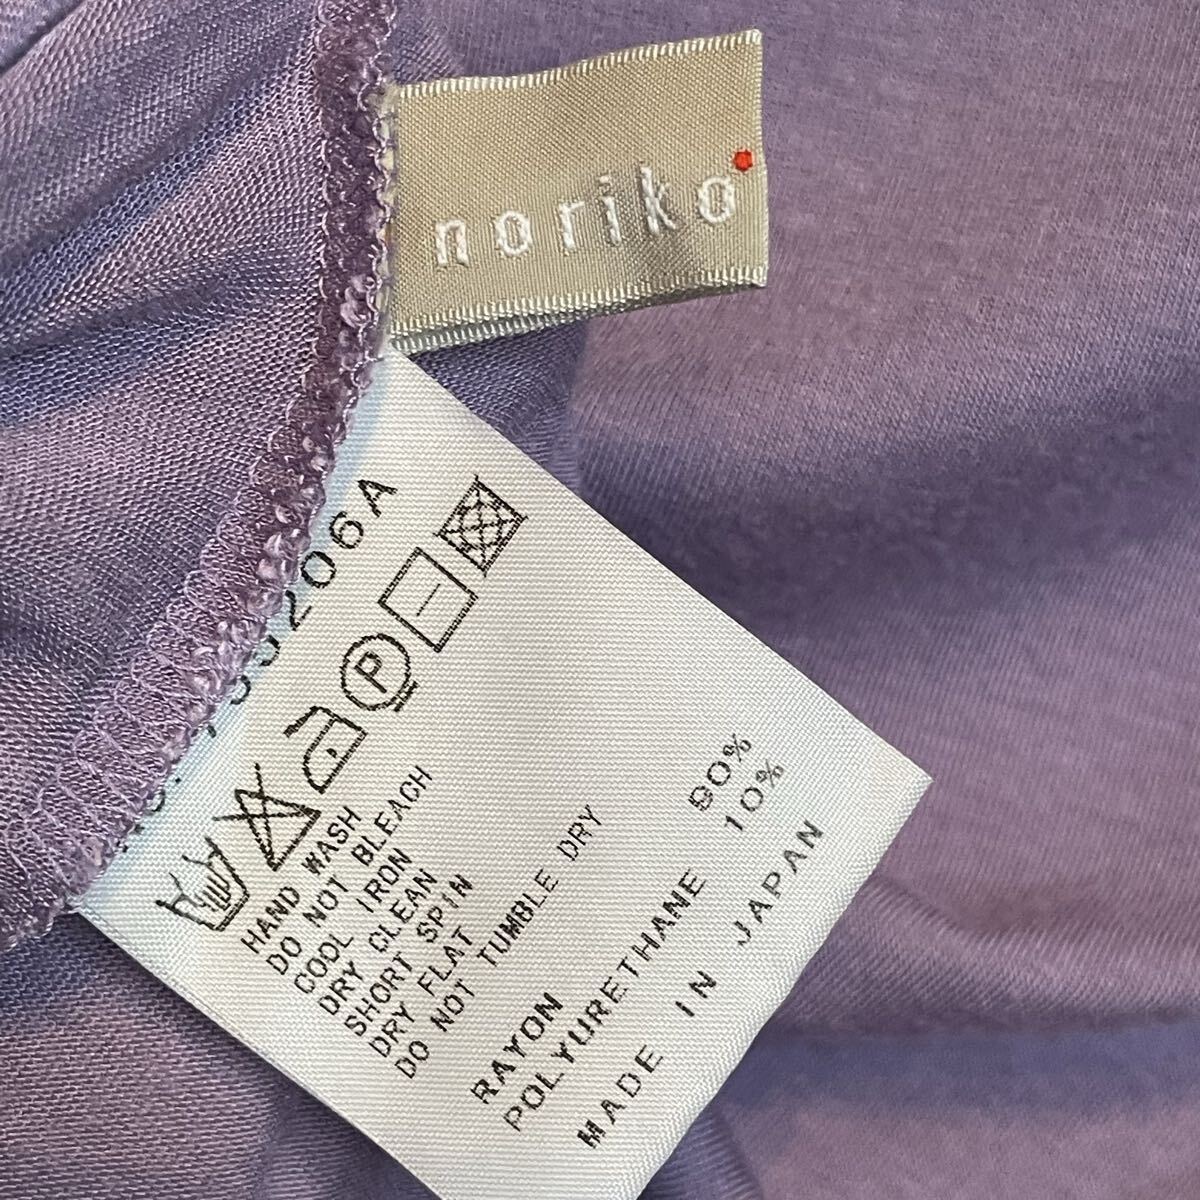 noriko
206A
P
HAND WASH
DO NOT BLEACH
COOL IRON
DRY CLEAN
SHORT SPIN
DRY FLAT
DO NOT TUMBLE DRY
RAYON 90%
POLYURETHANE 10%
MADE IN JAPAN